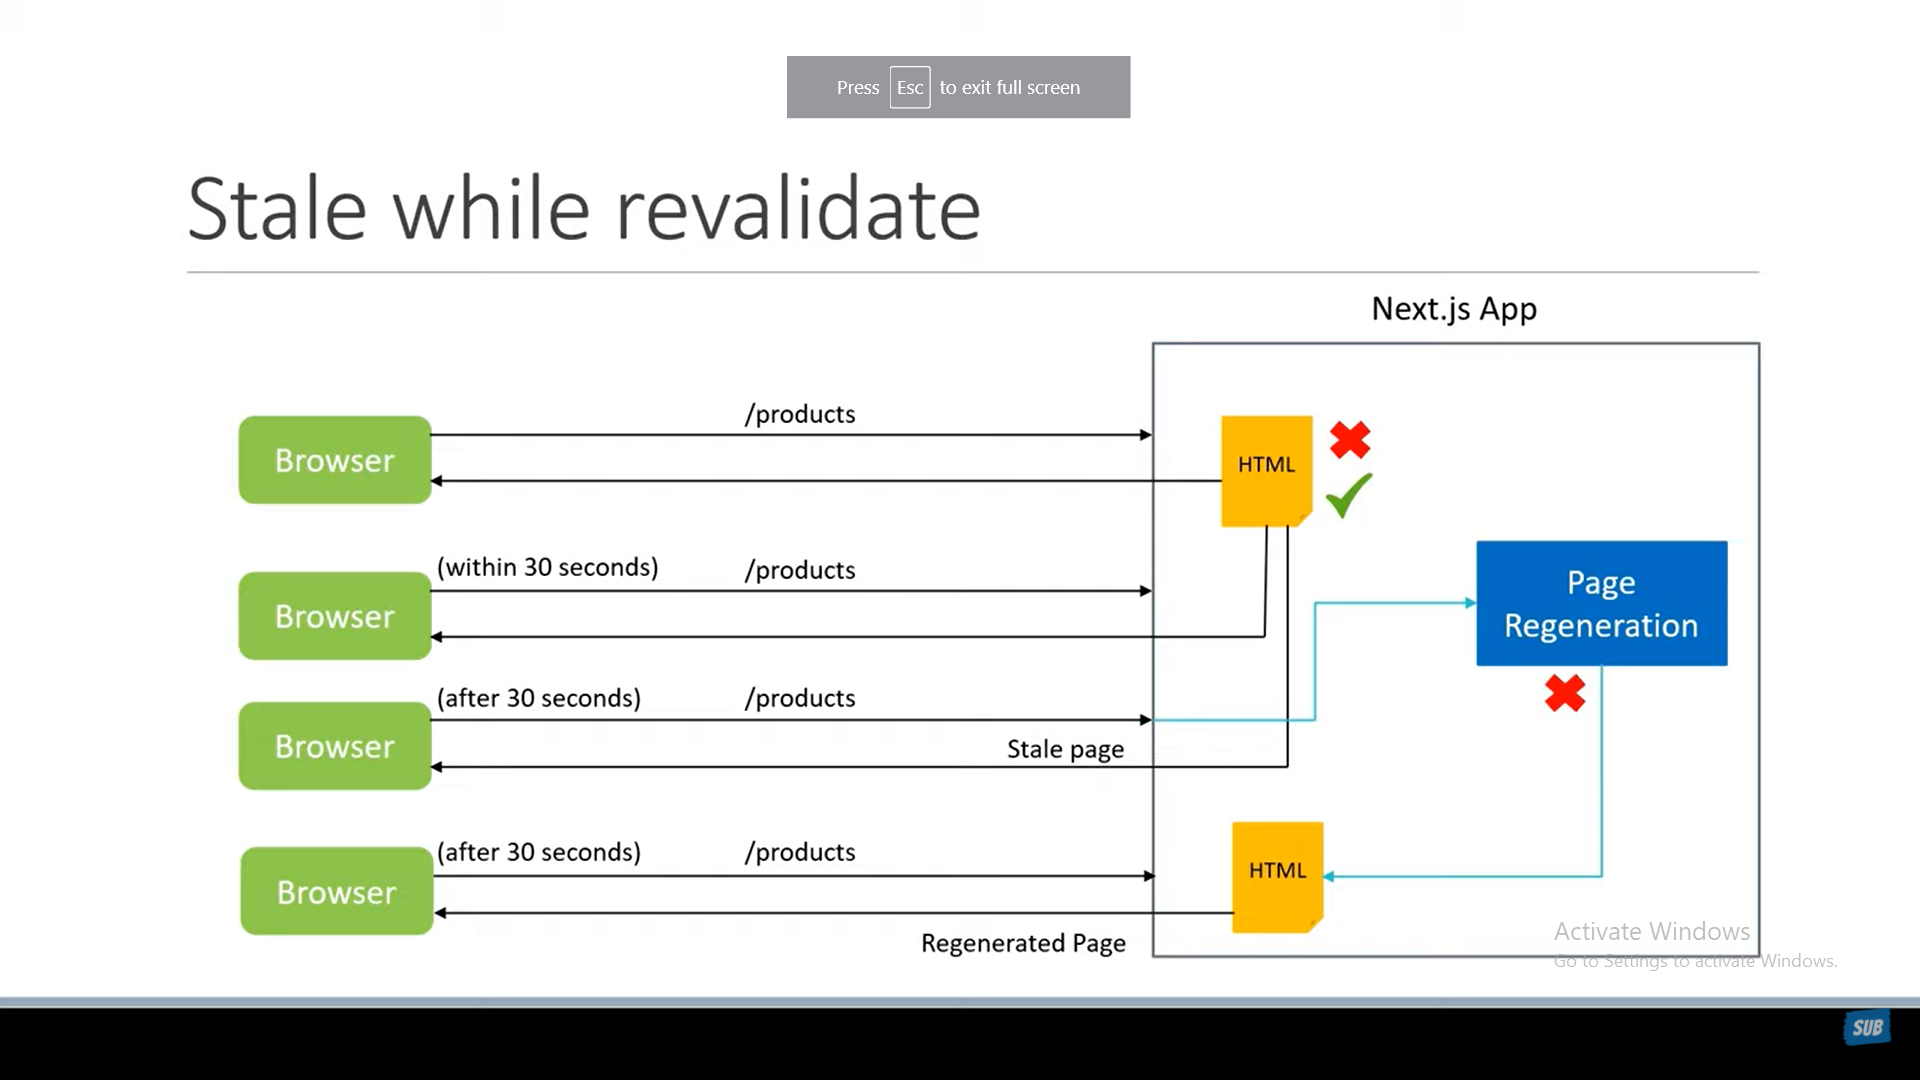 Press Esc to exit full screen
Stale while revalidate
Next.js App
/products
Browser
HTML
(within 30 seconds) /products
Browser
Page
Regeneration
(after 30 seconds) /products
Browser
Stale page
(after 30 seconds) /products
Browser
HTML
Regenerated Page
Activate Windows
Go to Settings to activate Windows.
SUB